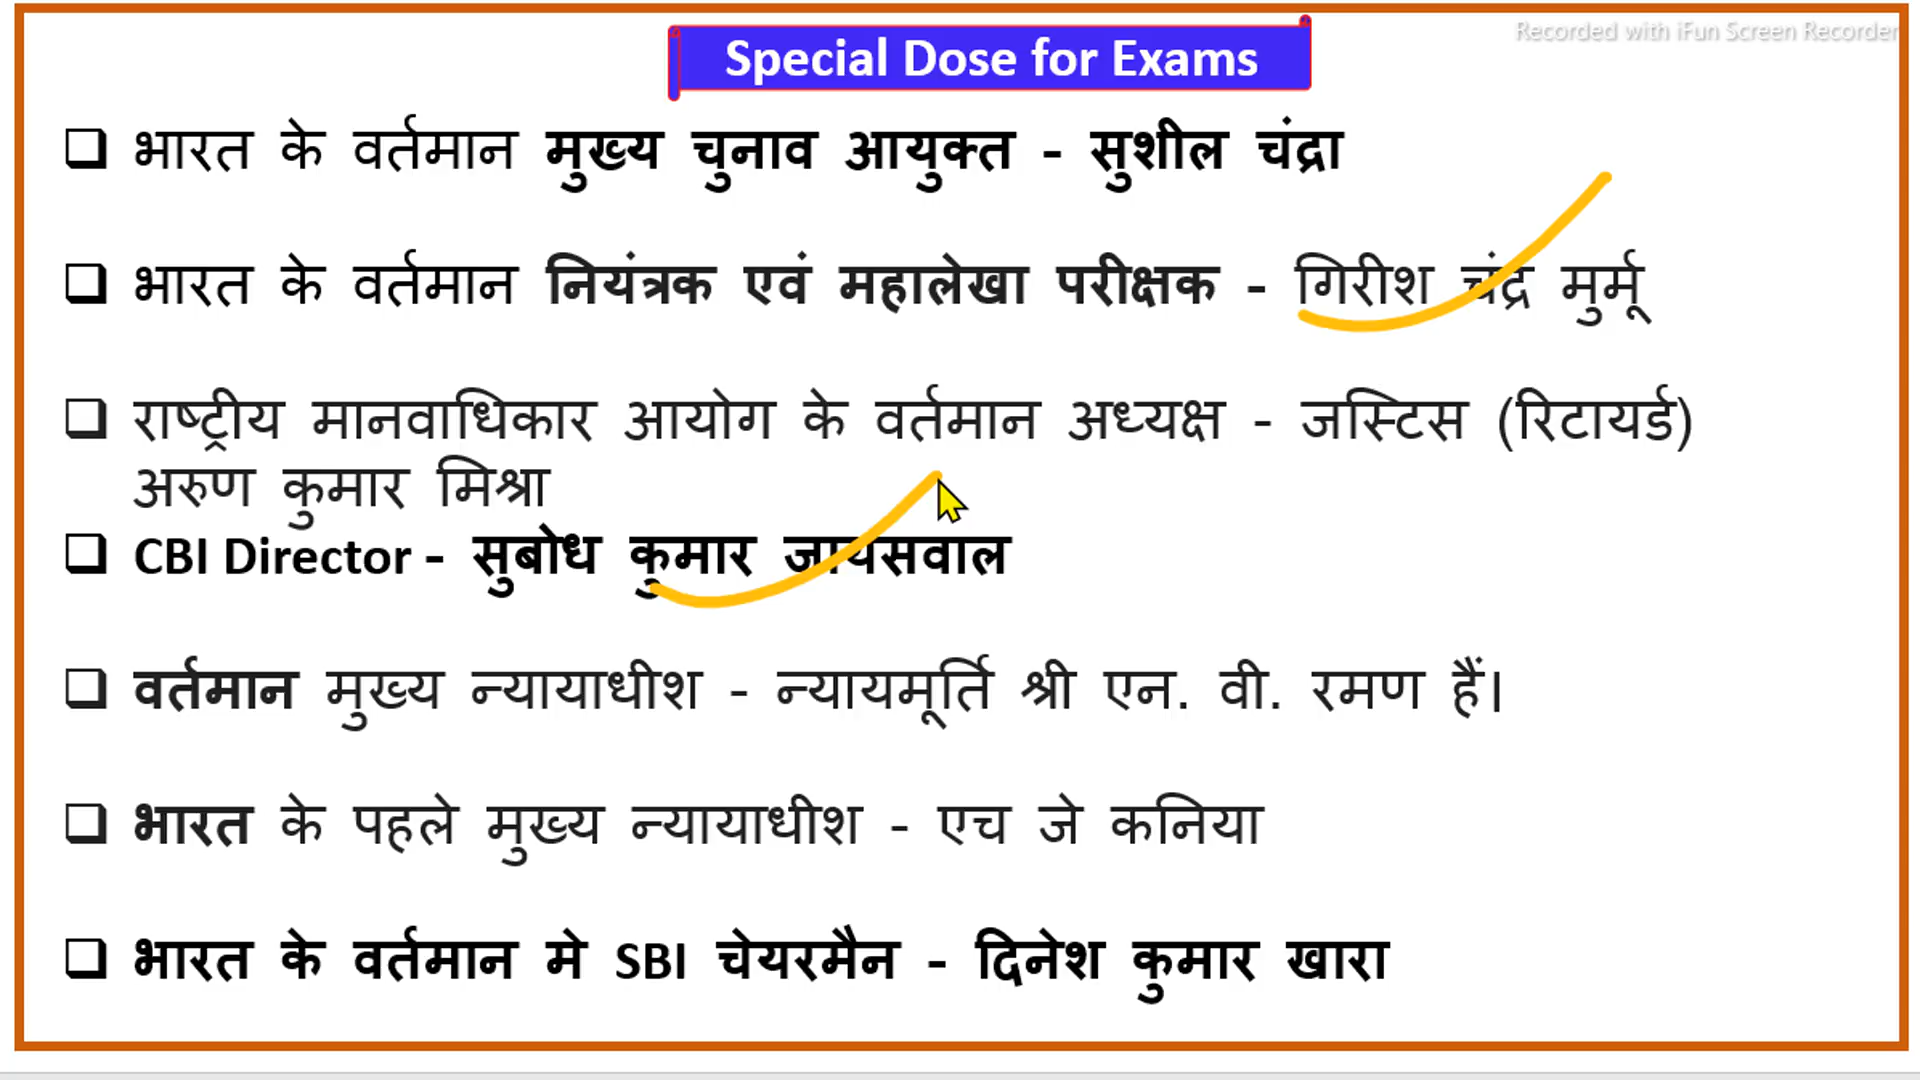 Recorded with iFun Screen Recorder
Special Dose for Exams
❑ भारत के वर्तमान मुख्य चुनाव आयुक्त - सुशील चंद्रा
❑ भारत के वर्तमान नियंत्रक एवं महालेखा परीक्षक - गिरीश चंद्र मुर्मू
❑ राष्ट्रीय मानवाधिकार आयोग के वर्तमान अध्यक्ष - जस्टिस (रिटायर्ड)
अरुण कुमार मिश्रा
❑ CBI Director - सुबोध कुमार जायसवाल
❑ वर्तमान मुख्य न्यायाधीश - न्यायमूर्ति श्री एन. वी. रमण हैं।
❑ भारत के पहले मुख्य न्यायाधीश - एच जे कनिया
❑ भारत के वर्तमान मे SBI चेयरमैन - दिनेश कुमार खारा